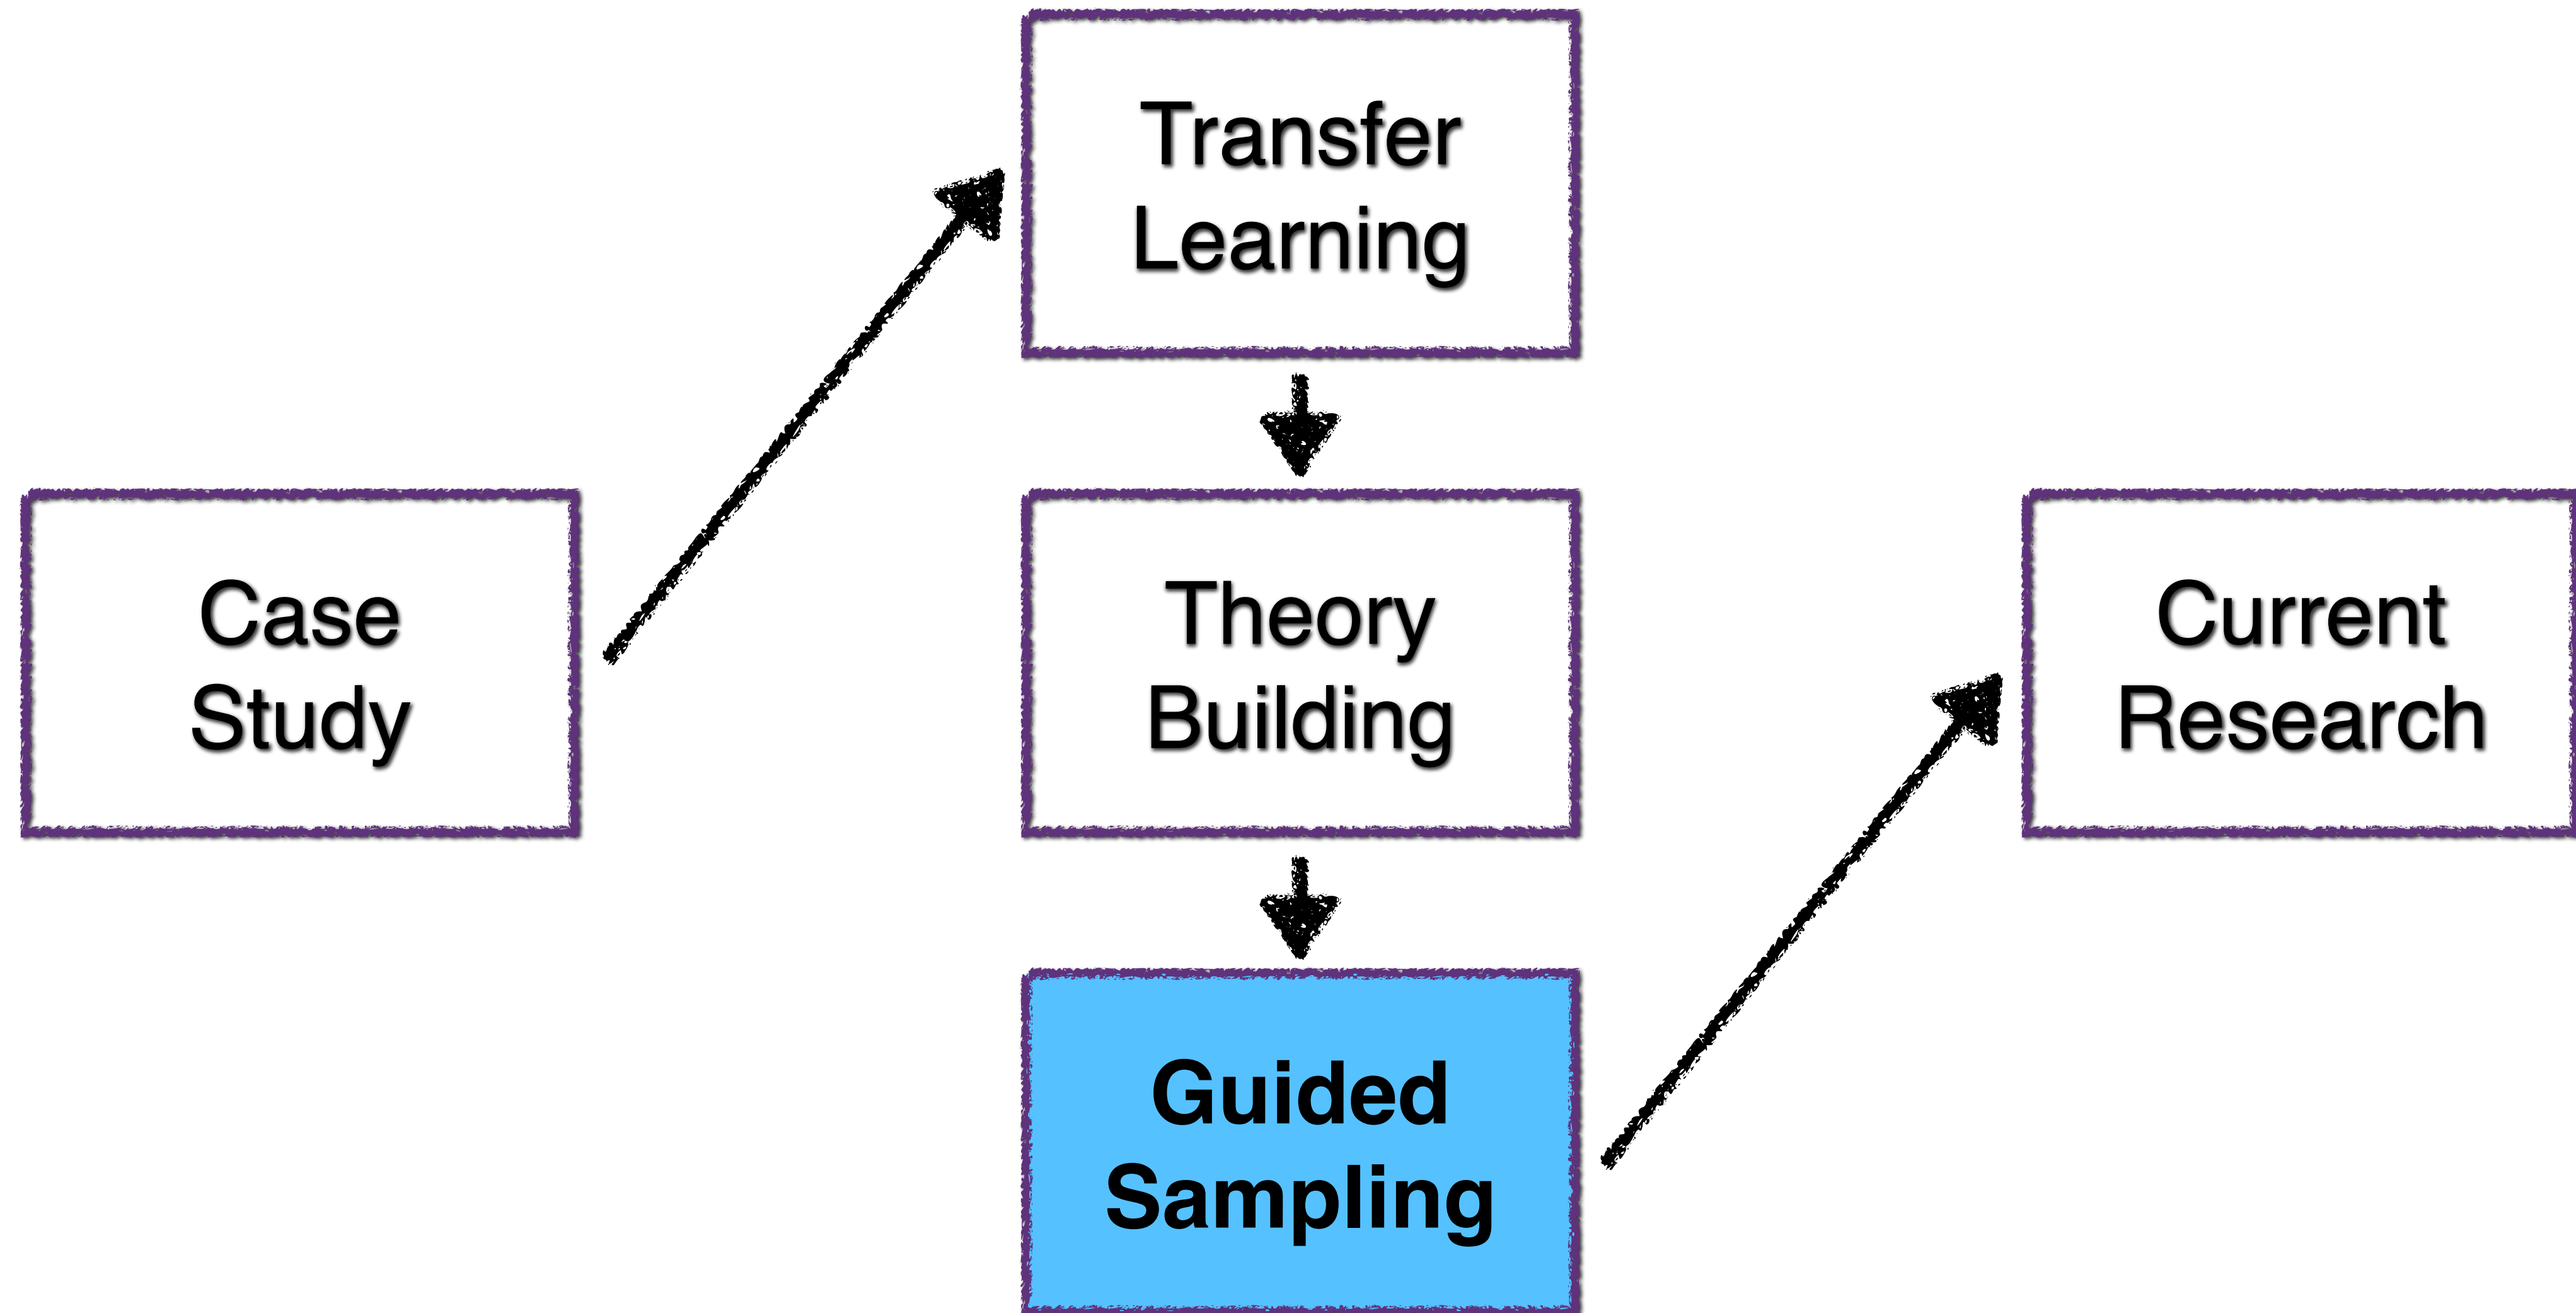 Transfer
Learning
Case
Study
Theory
Building
Current
Research
Guided
Sampling